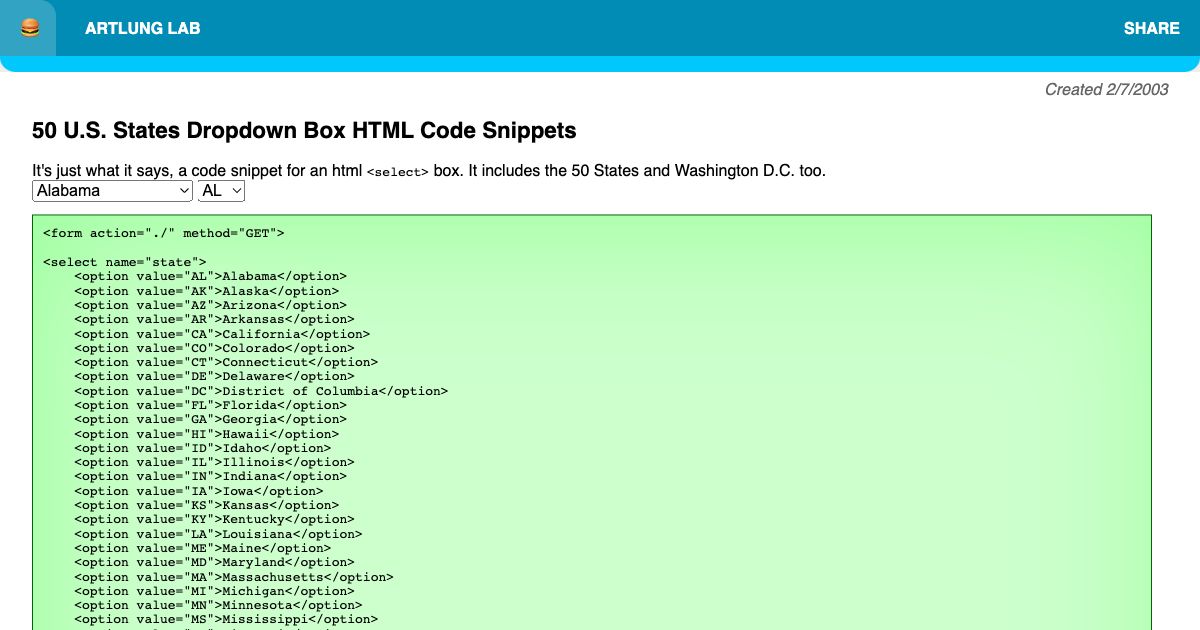 ARTLUNG LAB
SHARE
Created 2/7/2003
50 U.S. States Dropdown Box HTML Code Snippets
It's just what it says, a code snippet for an html <select> box. It includes the 50 States and Washington D.C. too.
Alabama AL
<form action="./" method="GET">
<select name="state">
<option value="AL">Alabama</option>
<option value="AK">Alaska</option>
<option value="AZ">Arizona</option>
<option value="AR">Arkansas</option>
<option value="CA">California</option>
<option value="CO">Colorado</option>
<option value="CT">Connecticut</option>
<option value="DE">Delaware</option>
<option value="DC">District of Columbia</option>
<option value="FL">Florida</option>
<option value="GA">Georgia</option>
<option value="HI">Hawaii</option>
<option value="ID">Idaho</option>
<option value="IL">Illinois</option>
<option value="IN">Indiana</option>
<option value="IA">Iowa</option>
<option value="KS">Kansas</option>
<option value="KY">Kentucky</option>
<option value="LA">Louisiana</option>
<option value="ME">Maine</option>
<option value="MD">Maryland</option>
<option value="MA">Massachusetts</option>
<option value="MI">Michigan</option>
<option value="MN">Minnesota</option>
<option value="MS">Mississippi</option>